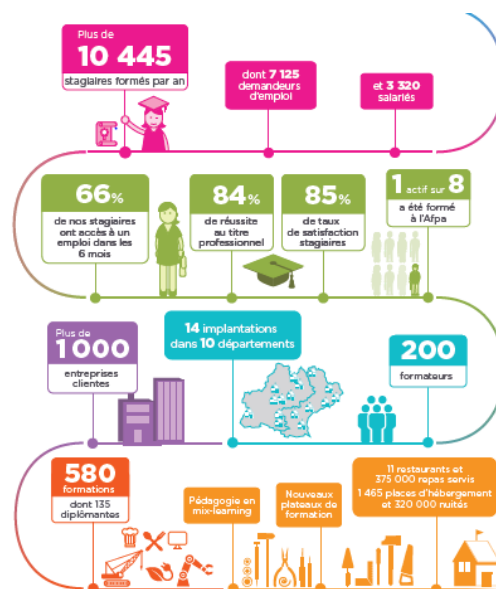 Plus de
10 445
stagiaires formés par an
dont 7 125
demandeurs
d'emploi
et 3 320
salariés
66%
de nos stagiaires
ont accès à un
emploi dans les
6 mois
84%
de réussite
au titre
professionnel
85%
de taux
de satisfaction
stagiaires
1 actif sur 8
a été formé
à l'Afpa
Plus de
1 000
entreprises
clientes
14 implantations
dans 10 départements
200
formateurs
580
formations
dont 135
diplômantes
Pédagogie en
mix-learning
Nouveaux
plateaux de
formation
11 restaurants et
375 000 repas servis
1 465 places d'hébergement
et 320 000 nuités